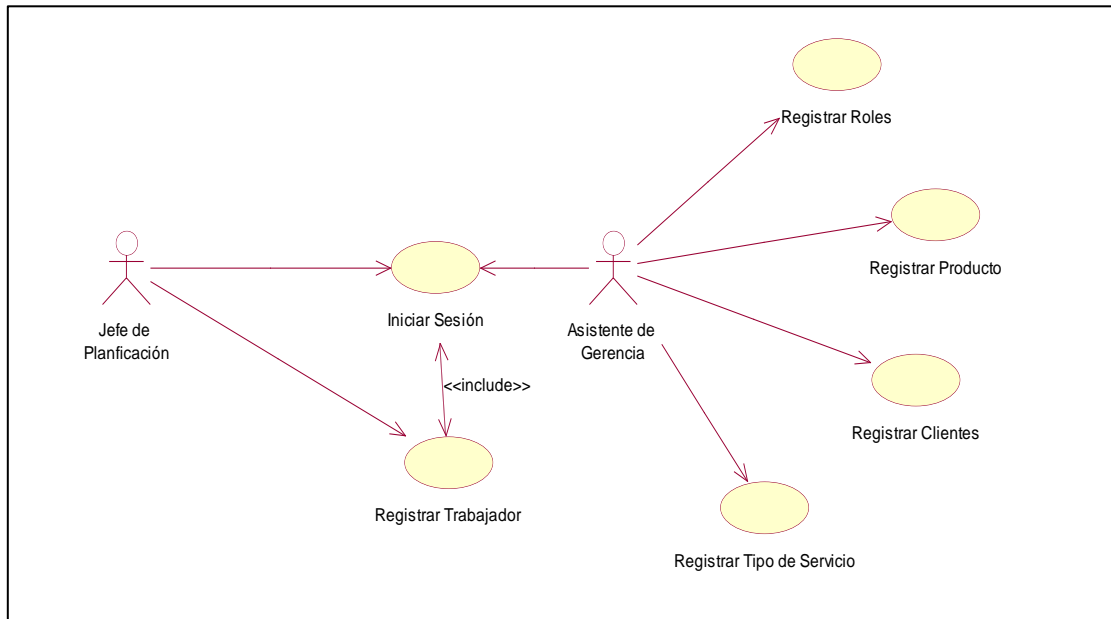 Registrar Roles
Registrar Producto
Iniciar Sesión
Jefe de
Planficación
Asistente de
Gerencia
<<include>>
Registrar Clientes
Registrar Trabajador
Registrar Tipo de Servicio